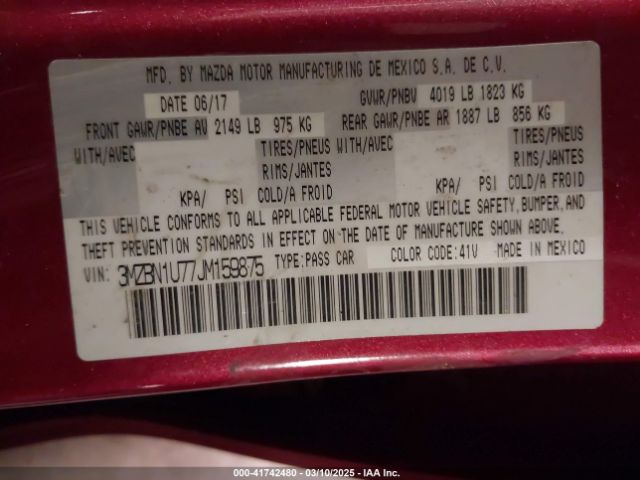 MFD. BY MAZDA MOTOR MANUFACTURING DE MEXICO S.A. DE C.V.
DATE 06/17 GVWR/PNBV 4019 LB 1823 KG
FRONT GAWR/PNBE AV 2149 LB 975 KG REAR GAWR/PNBE AR 1887 LB 856 KG
WITH/AVEC TIRES/PNEUS WITH/AVEC TIRES/PNEUS
RIMS/JANTES RIMS/JANTES
KPA/ PSI COLD/A FROID KPA/ PSI COLD/A FROID
THIS VEHICLE CONFORMS TO ALL APPLICABLE FEDERAL MOTOR VEHICLE SAFETY, BUMPER, AND
THEFT PREVENTION STANDARDS IN EFFECT ON THE DATE OF MANUFACTURE SHOWN ABOVE.
VIN: 3MZBN1U77JM159875 TYPE:PASS CAR COLOR CODE:41V MADE IN MEXICO
000-41742480 - 03/10/2025 - IAA Inc.